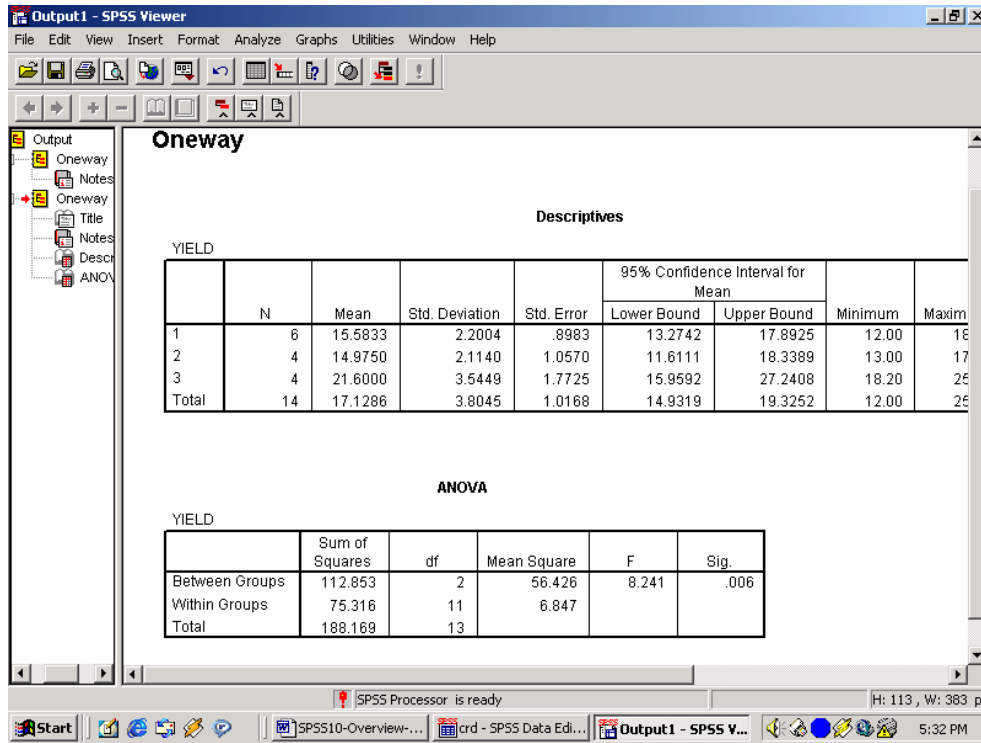 Output1 - SPSS Viewer
File Edit View Insert Format Analyze Graphs Utilities Window Help
Output
Oneway
Notes
Oneway
Title
Notes
Descr
ANOV
Oneway
Descriptives
YIELD
95% Confidence Interval for
Mean
N Mean Std. Deviation Std. Error Lower Bound Upper Bound Minimum Maxim
1 6 15.5833 2.2004 .8983 13.2742 17.8925 12.00 18
2 4 14.9750 2.1140 1.0570 11.6111 18.3389 13.00 17
3 4 21.6000 3.5449 1.7725 15.9592 27.2408 18.20 25
Total 14 17.1286 3.8045 1.0168 14.9319 19.3252 12.00 25
ANOVA
YIELD
Sum of
Squares df Mean Square F Sig.
Between Groups 112.853 2 56.426 8.241 .006
Within Groups 75.316 11 6.847
Total 188.169 13
SPSS Processor is ready H: 113 , W: 383 p
Start SPSS10-Overview-... crd - SPSS Data Edi... Output1 - SPSS V... 5:32 PM